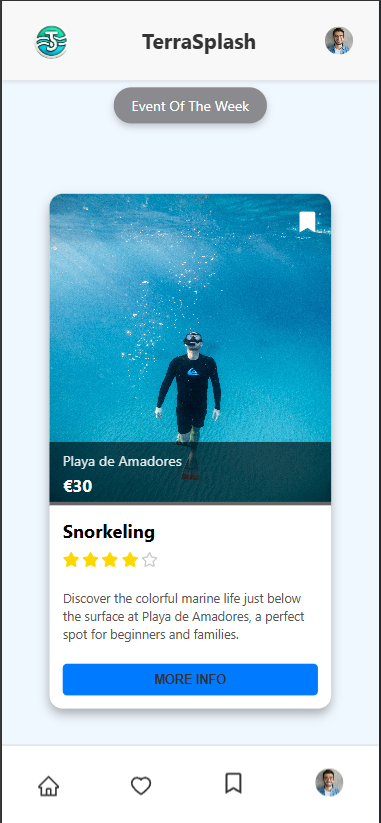 TerraSplash
Event Of The Week
Playa de Amadores
€30
Snorkeling
Discover the colorful marine life just below
the surface at Playa de Amadores, a perfect
spot for beginners and families.
MORE INFO